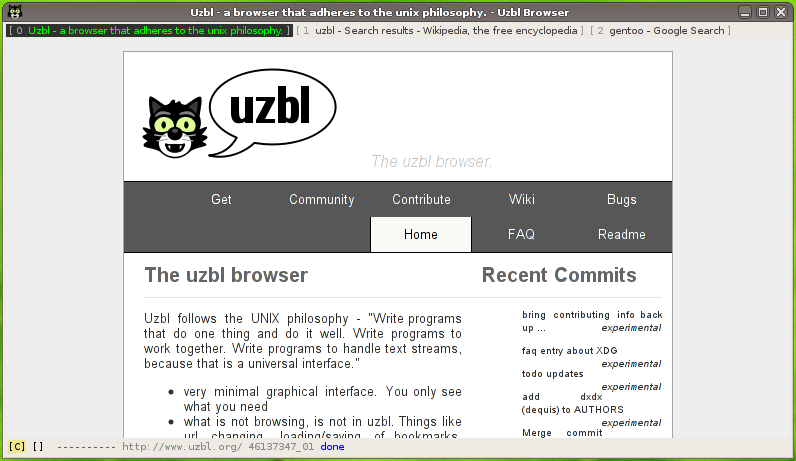 Uzbl - a browser that adheres to the unix philosophy. - Uzbl Browser
[ 0 Uzbl - a browser that adheres to the unix philosophy. ] [ 1 uzbl - Search results - Wikipedia, the free encyclopedia ] [ 2 gentoo - Google Search ]
uzbl
The uzbl browser.
Get Community Contribute Wiki Bugs
Home FAQ Readme
The uzbl browser
Uzbl follows the UNIX philosophy - "Write programs
that do one thing and do it well. Write programs to
work together. Write programs to handle text streams,
because that is a universal interface."
• very minimal graphical interface. You only see
what you need
• what is not browsing, is not in uzbl. Things like
url changing, loading/saving of bookmarks,
Recent Commits
bring contributing info back
up ... experimental
faq entry about XDG
experimental
todo updates
experimental
add dxdx
(dequis) to AUTHORS
experimental
Merge commit
[C] [] ---------- http://www.uzbl.org/ 46137347_01 done